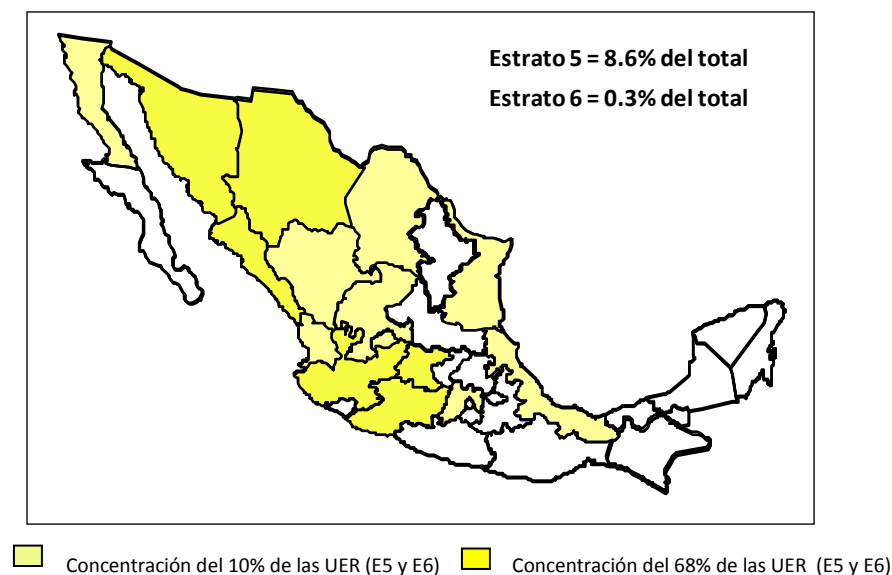 Estrato 5 = 8.6% del total
Estrato 6 = 0.3% del total
Concentración del 10% de las UER (E5 y E6) Concentración del 68% de las UER (E5 y E6)